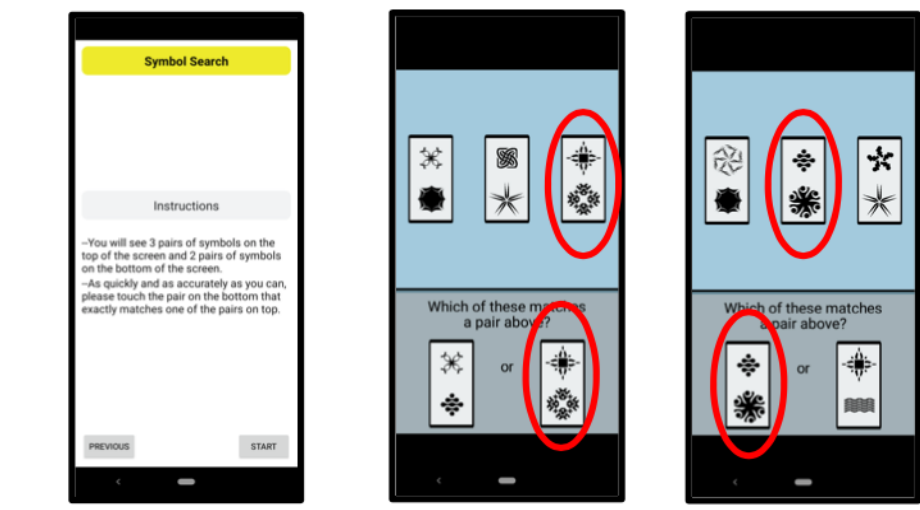 Symbol Search
Instructions
–You will see 3 pairs of symbols on the
top of the screen and 2 pairs of symbols
on the bottom of the screen.
–As quickly and as accurately as you can,
please touch the pair on the bottom that
exactly matches one of the pairs on top.
PREVIOUS
START
Which of these matches
a pair above?
or
Which of these matches
a pair above?
or